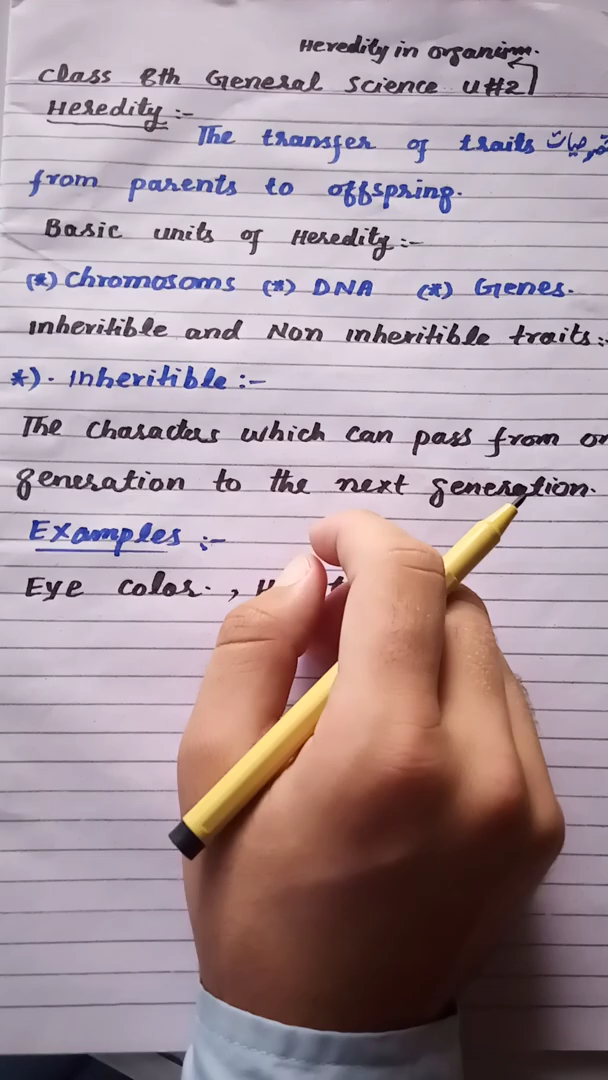 Heredity in organism.
Class 8th General Science U#2
Heredity :-
The transfer of traits
from parents to offspring.
Basic units of Heredity :-
(*) Chromosoms (*) DNA (*) Genes.
inheritible and Non inheritible traits :-
*). Inheritible :-
The Characters which can pass from
generation to the next generation.
Examples :-
Eye color. ,